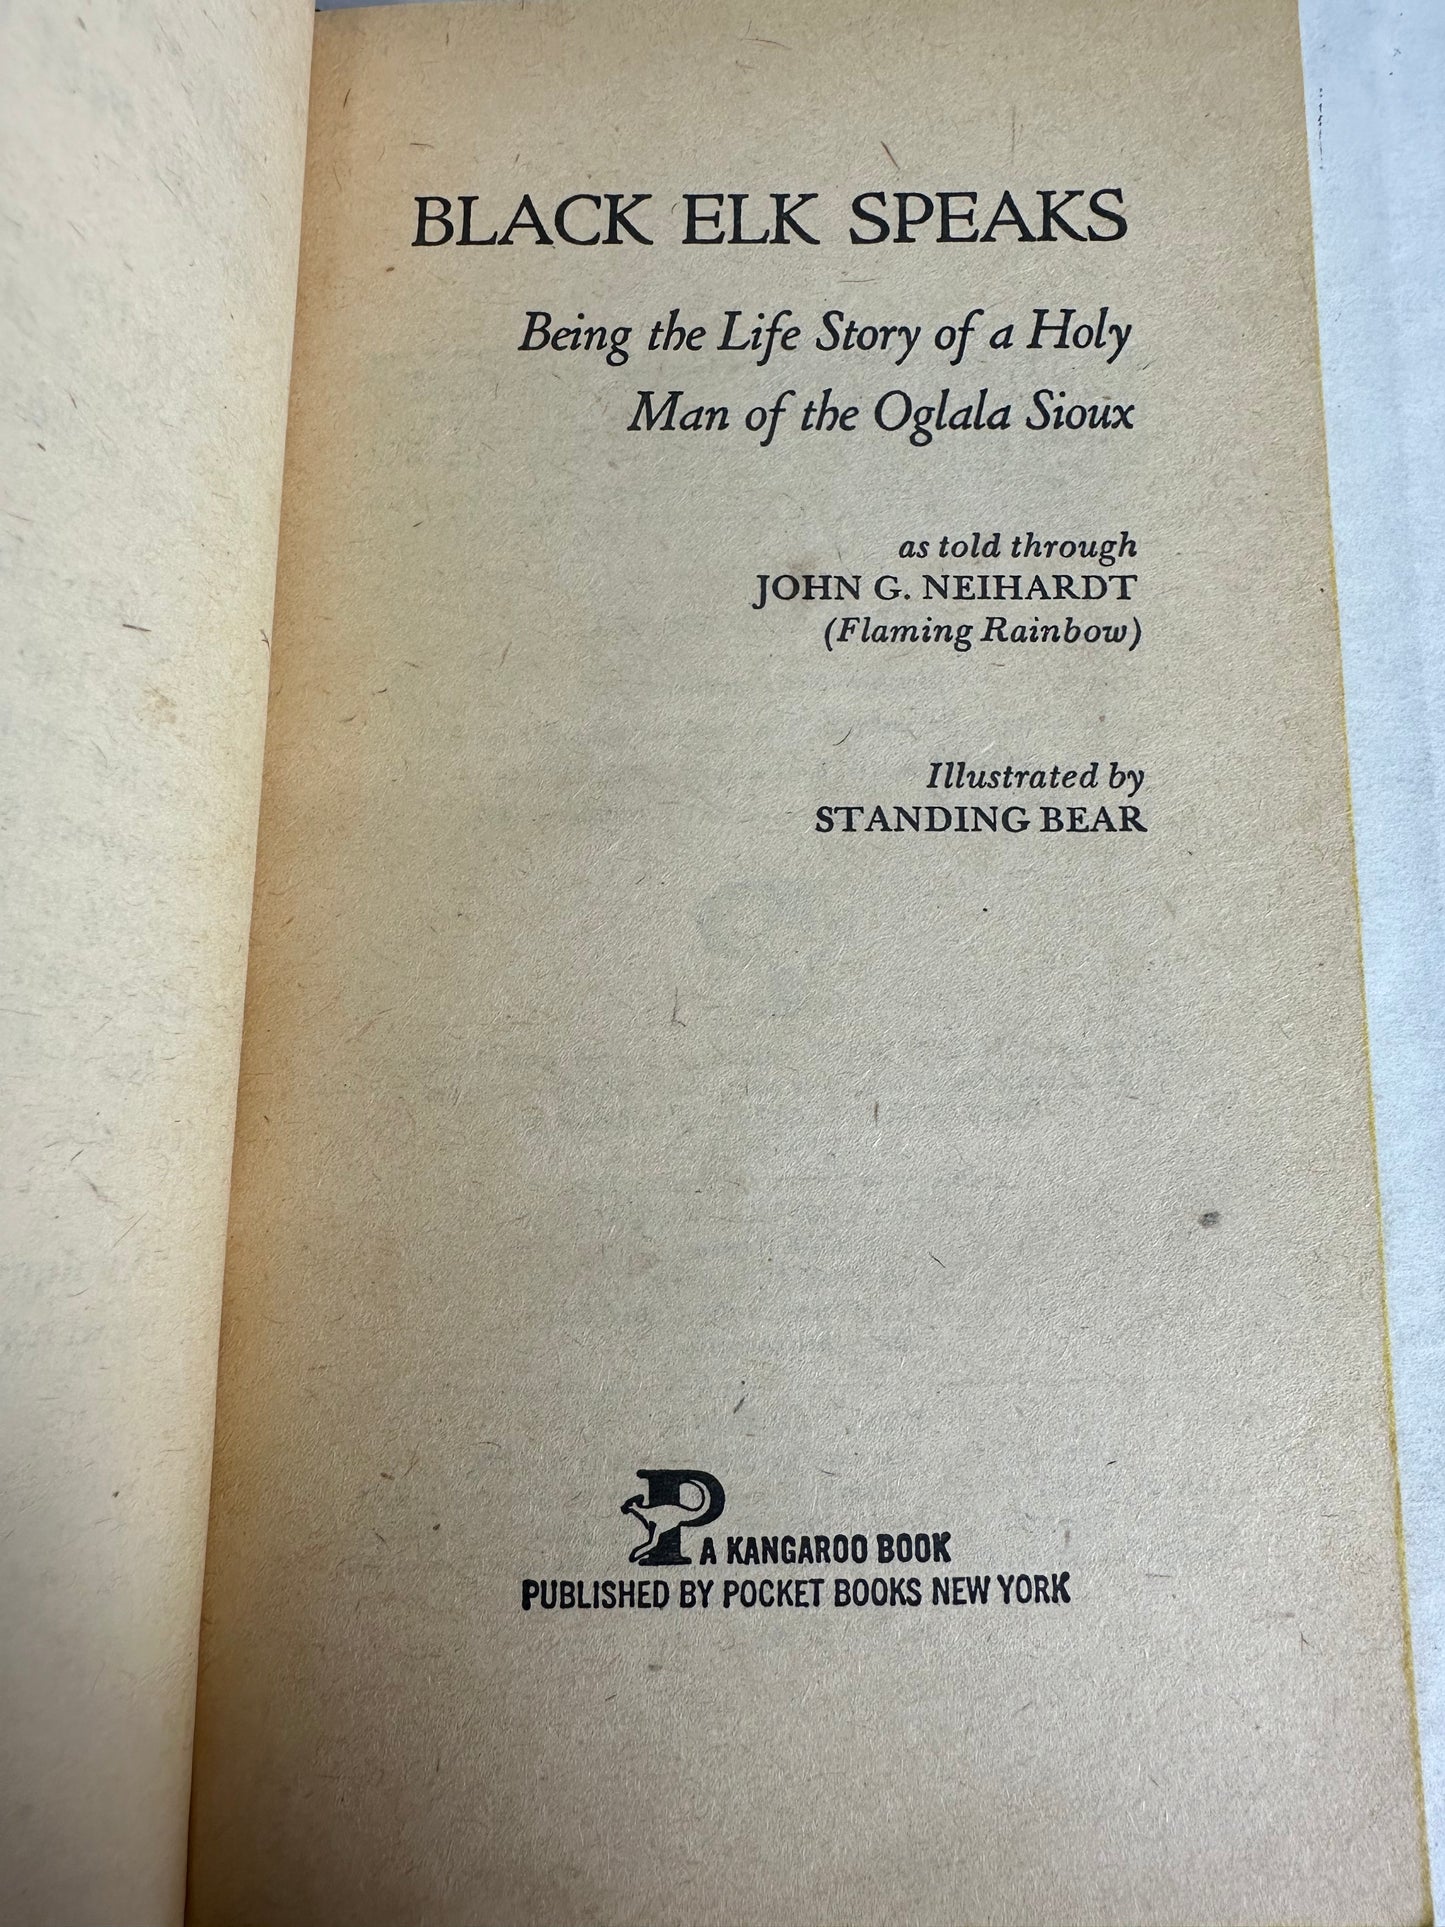 BLACK ELK SPEAKS
Being the Life Story of a Holy
Man of the Oglala Sioux
as told through
JOHN G. NEIHARDT
(Flaming Rainbow)
Illustrated by
STANDING BEAR
P A KANGAROO BOOK
PUBLISHED BY POCKET BOOKS NEW YORK